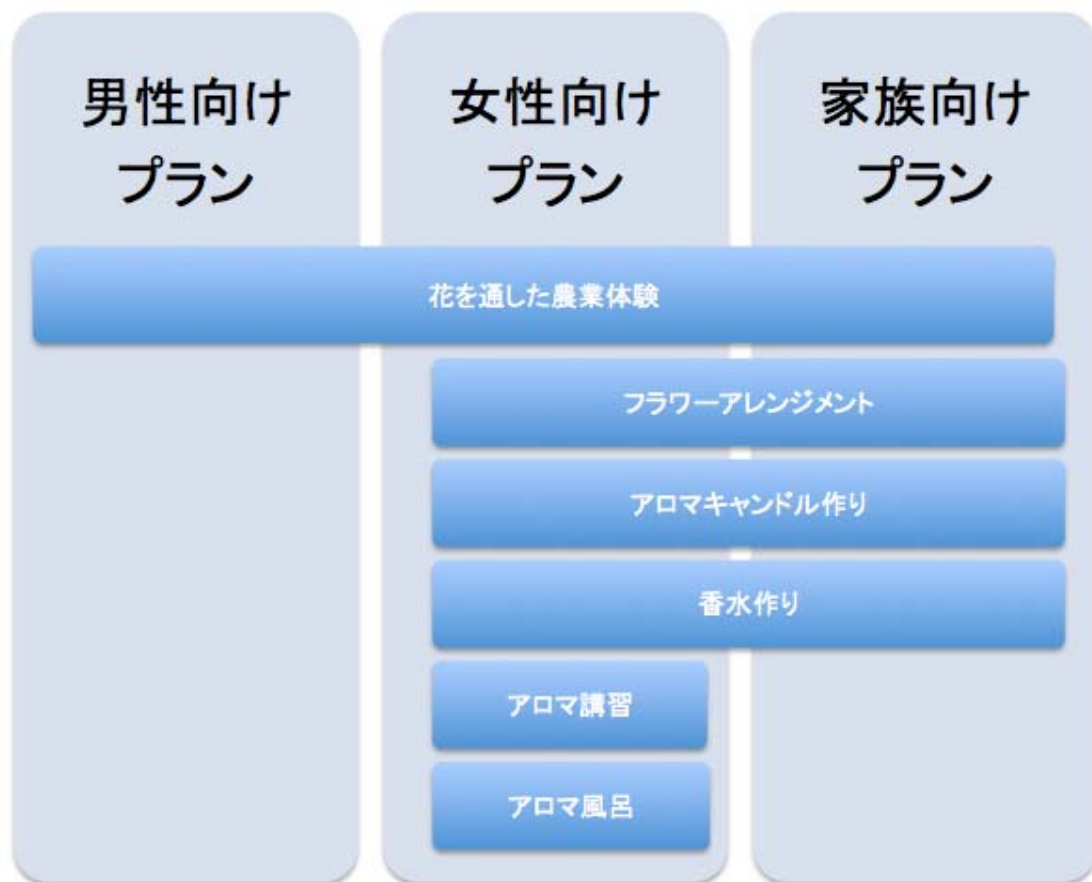 男性向け
プラン
女性向け
プラン
家族向け
プラン
花を通した農業体験
フラワーアレンジメント
アロマキャンドル作り
香水作り
アロマ講習
アロマ風呂